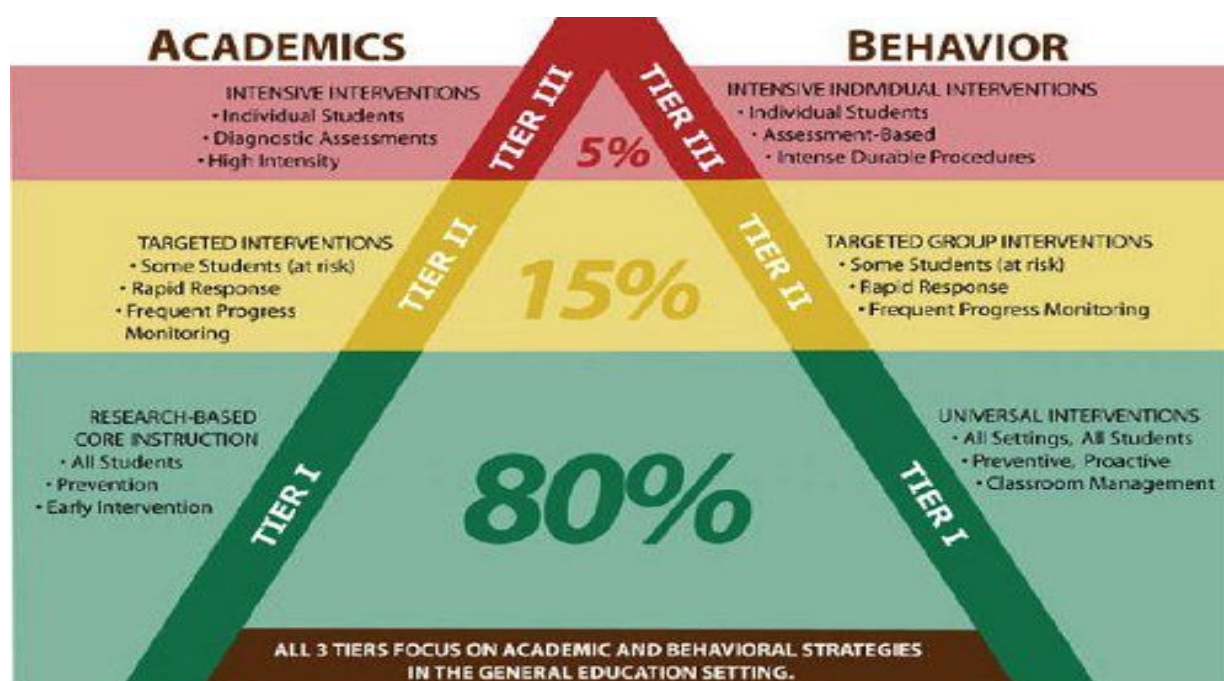 ACADEMICS
INTENSIVE INTERVENTIONS
• Individual Students
• Diagnostic Assessments
• High Intensity
TARGETED INTERVENTIONS
• Some Students (at risk)
• Rapid Response
• Frequent Progress
Monitoring
RESEARCH-BASED
CORE INSTRUCTION
• All Students
• Prevention
• Early Intervention
TIER III
TIER II
TIER I
5%
15%
80%
TIER III
TIER II
TIER I
BEHAVIOR
INTENSIVE INDIVIDUAL INTERVENTIONS
• Individual Students
• Assessment-Based
• Intense Durable Procedures
TARGETED GROUP INTERVENTIONS
• Some Students (at risk)
• Rapid Response
• Frequent Progress Monitoring
UNIVERSAL INTERVENTIONS
• All Settings, All Students
• Preventive, Proactive
• Classroom Management
ALL 3 TIERS FOCUS ON ACADEMIC AND BEHAVIORAL STRATEGIES
IN THE GENERAL EDUCATION SETTING.